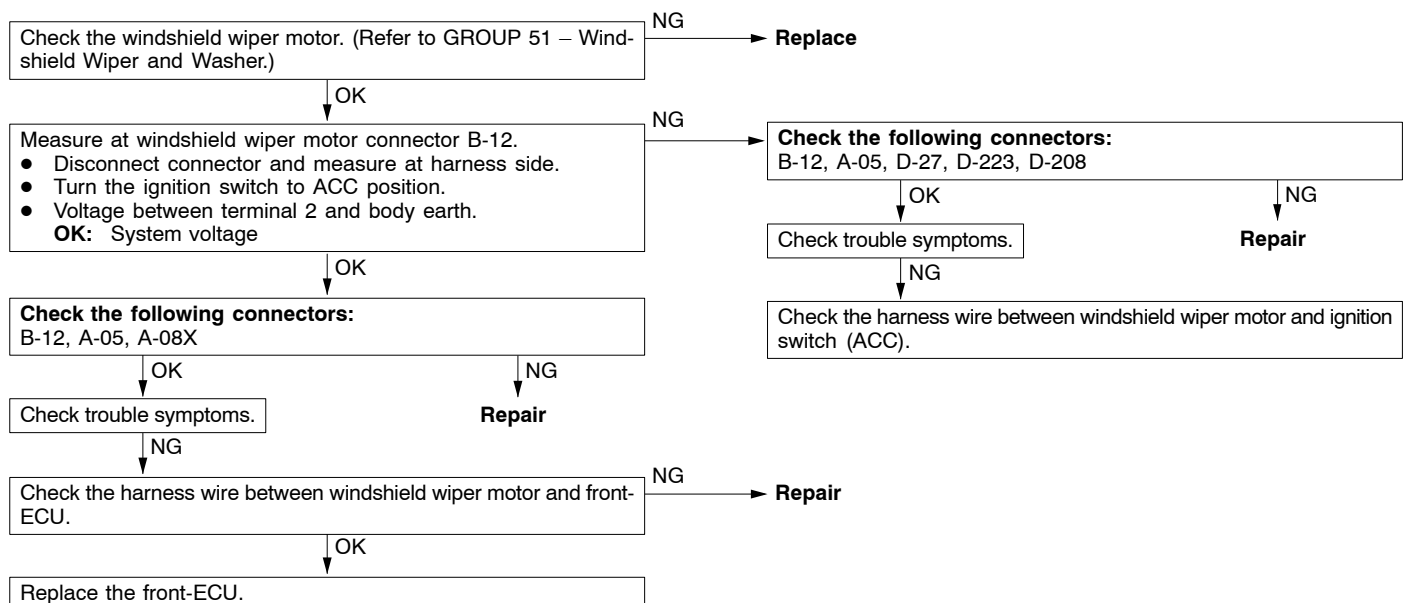 NG
Check the windshield wiper motor. (Refer to GROUP 51 – Wind-
shield Wiper and Washer.)
Replace
OK
Measure at windshield wiper motor connector B-12.
● Disconnect connector and measure at harness side.
● Turn the ignition switch to ACC position.
● Voltage between terminal 2 and body earth.
OK: System voltage
NG
Check the following connectors:
B-12, A-05, D-27, D-223, D-208
OK
NG
Check trouble symptoms.
Repair
NG
Check the harness wire between windshield wiper motor and ignition
switch (ACC).
OK
Check the following connectors:
B-12, A-05, A-08X
OK
NG
Check trouble symptoms.
Repair
NG
Check the harness wire between windshield wiper motor and front-
ECU.
NG
Repair
OK
Replace the front-ECU.